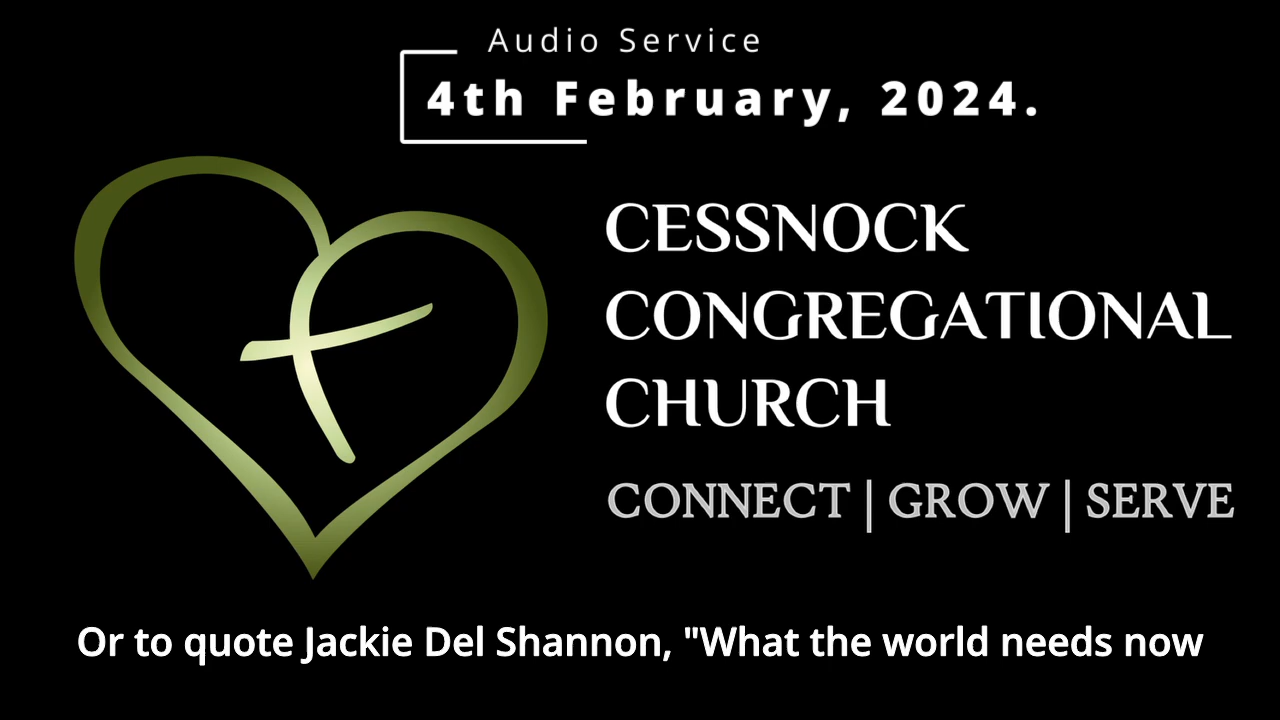 Audio Service
4th February, 2024.
CESSNOCK
CONGREGATIONAL
CHURCH
CONNECT | GROW | SERVE
Or to quote Jackie Del Shannon, "What the world needs now